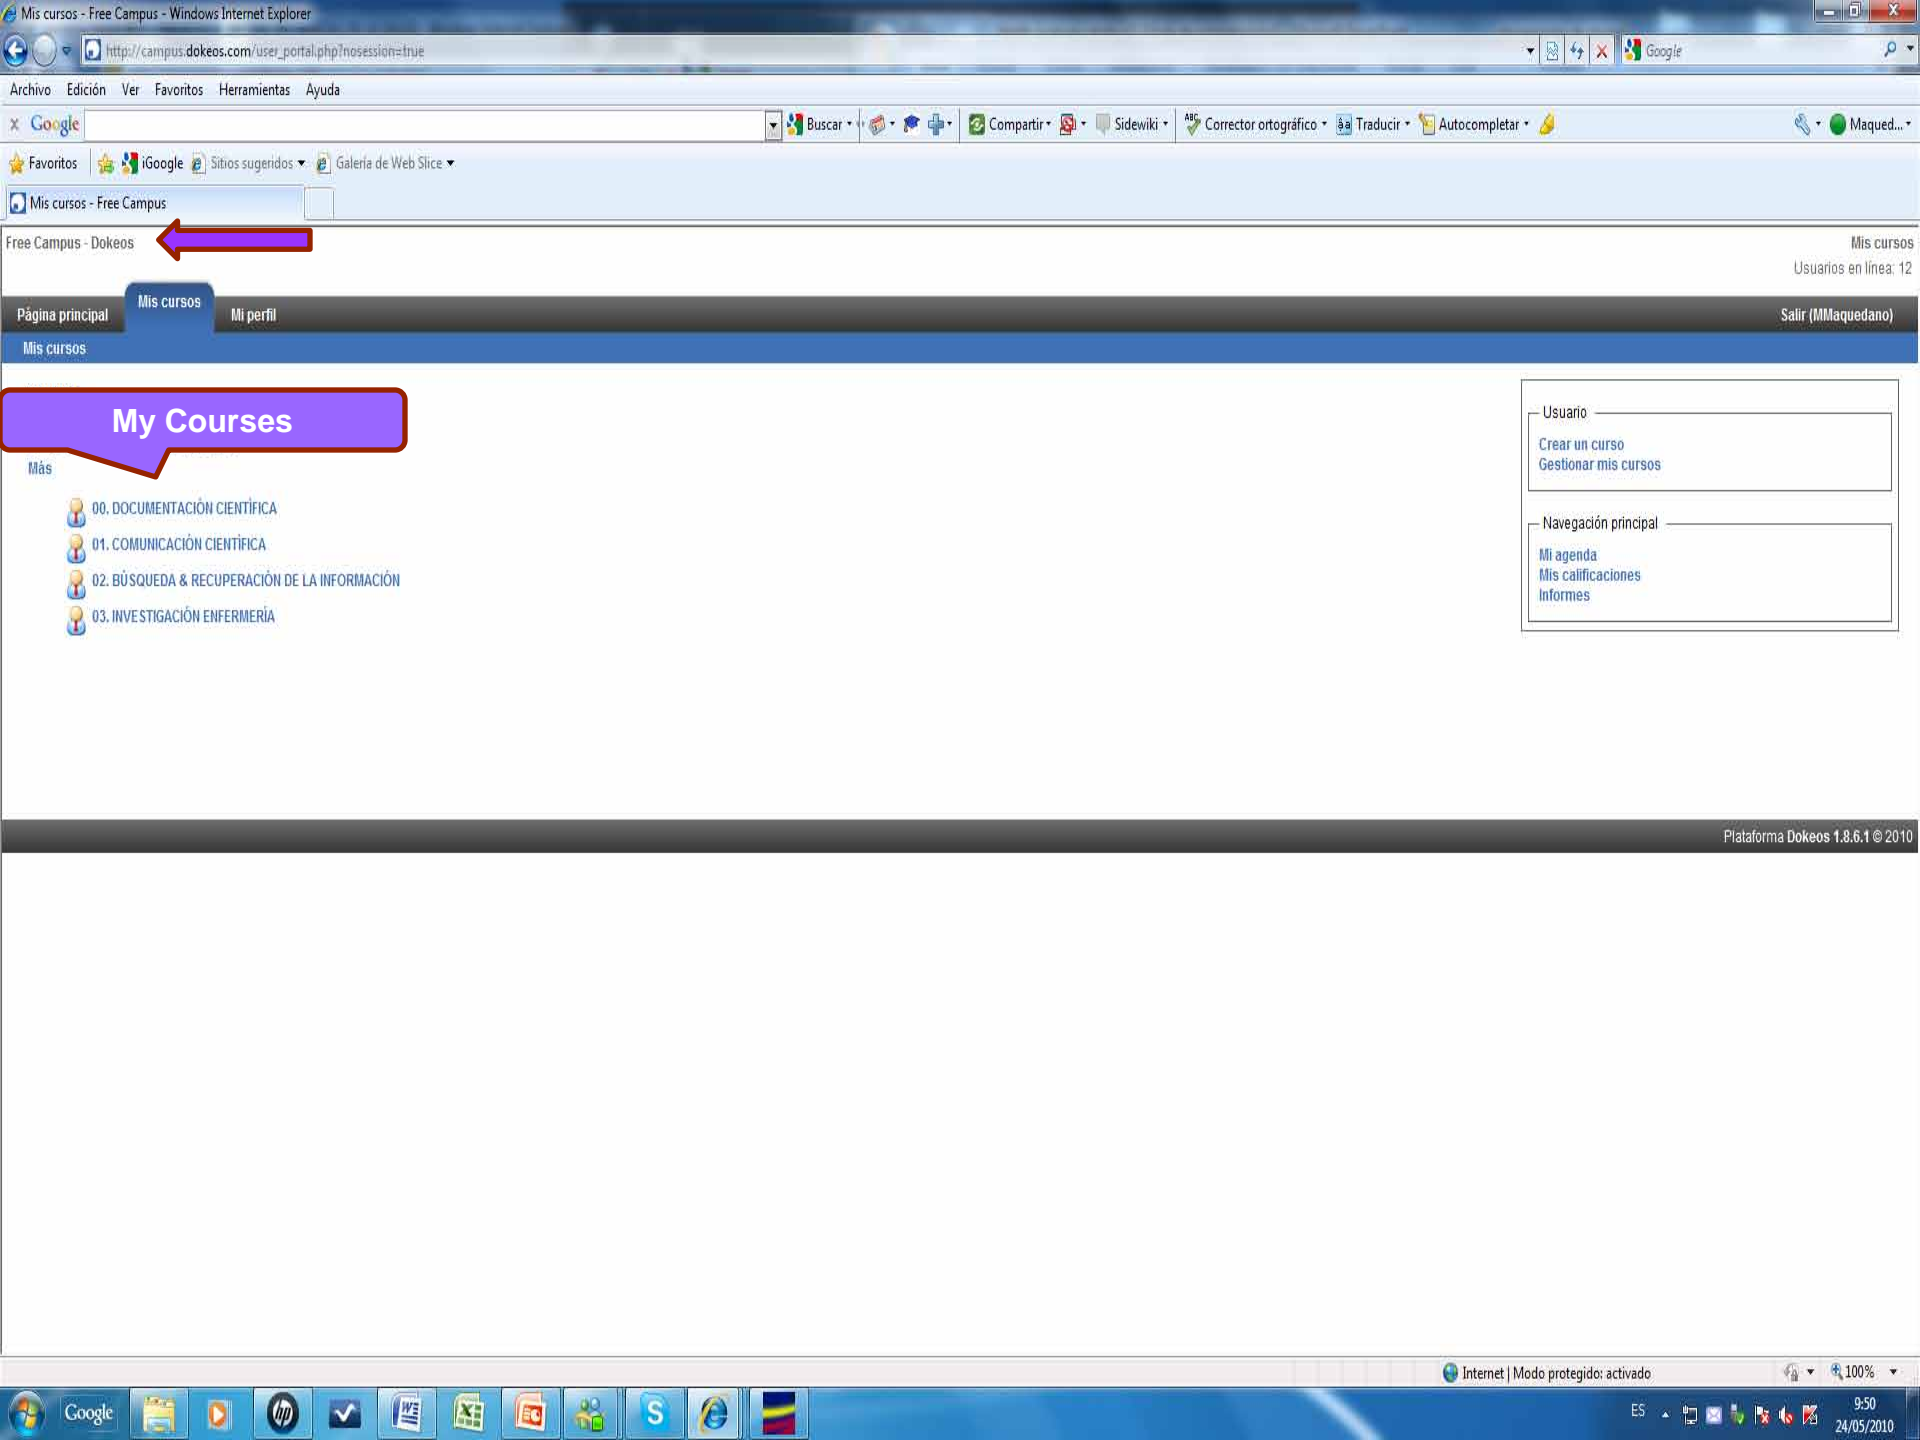 Mis cursos - Free Campus - Windows Internet Explorer
http://campus.dokeos.com/user_portal.php?nosession=true
Google
Archivo Edición Ver Favoritos Herramientas Ayuda
x Google Buscar Compartir Sidewiki Corrector ortográfico Traducir Autocompletar Maqued...
Favoritos iGoogle Sitios sugeridos Galería de Web Slice
Mis cursos - Free Campus
Free Campus - Dokeos
Mis cursos
Usuarios en línea: 12
Página principal Mis cursos Mi perfil Salir (MMaquedano)
Mis cursos
My Courses
Más
00. DOCUMENTACIÓN CIENTÍFICA
01. COMUNICACIÓN CIENTÍFICA
02. BÚSQUEDA & RECUPERACIÓN DE LA INFORMACIÓN
03. INVESTIGACIÓN ENFERMERÍA
Usuario
Crear un curso
Gestionar mis cursos
Navegación principal
Mi agenda
Mis calificaciones
Informes
Plataforma Dokeos 1.8.6.1 © 2010
Internet | Modo protegido: activado 100%
Google hp S ES 9:50
24/05/2010